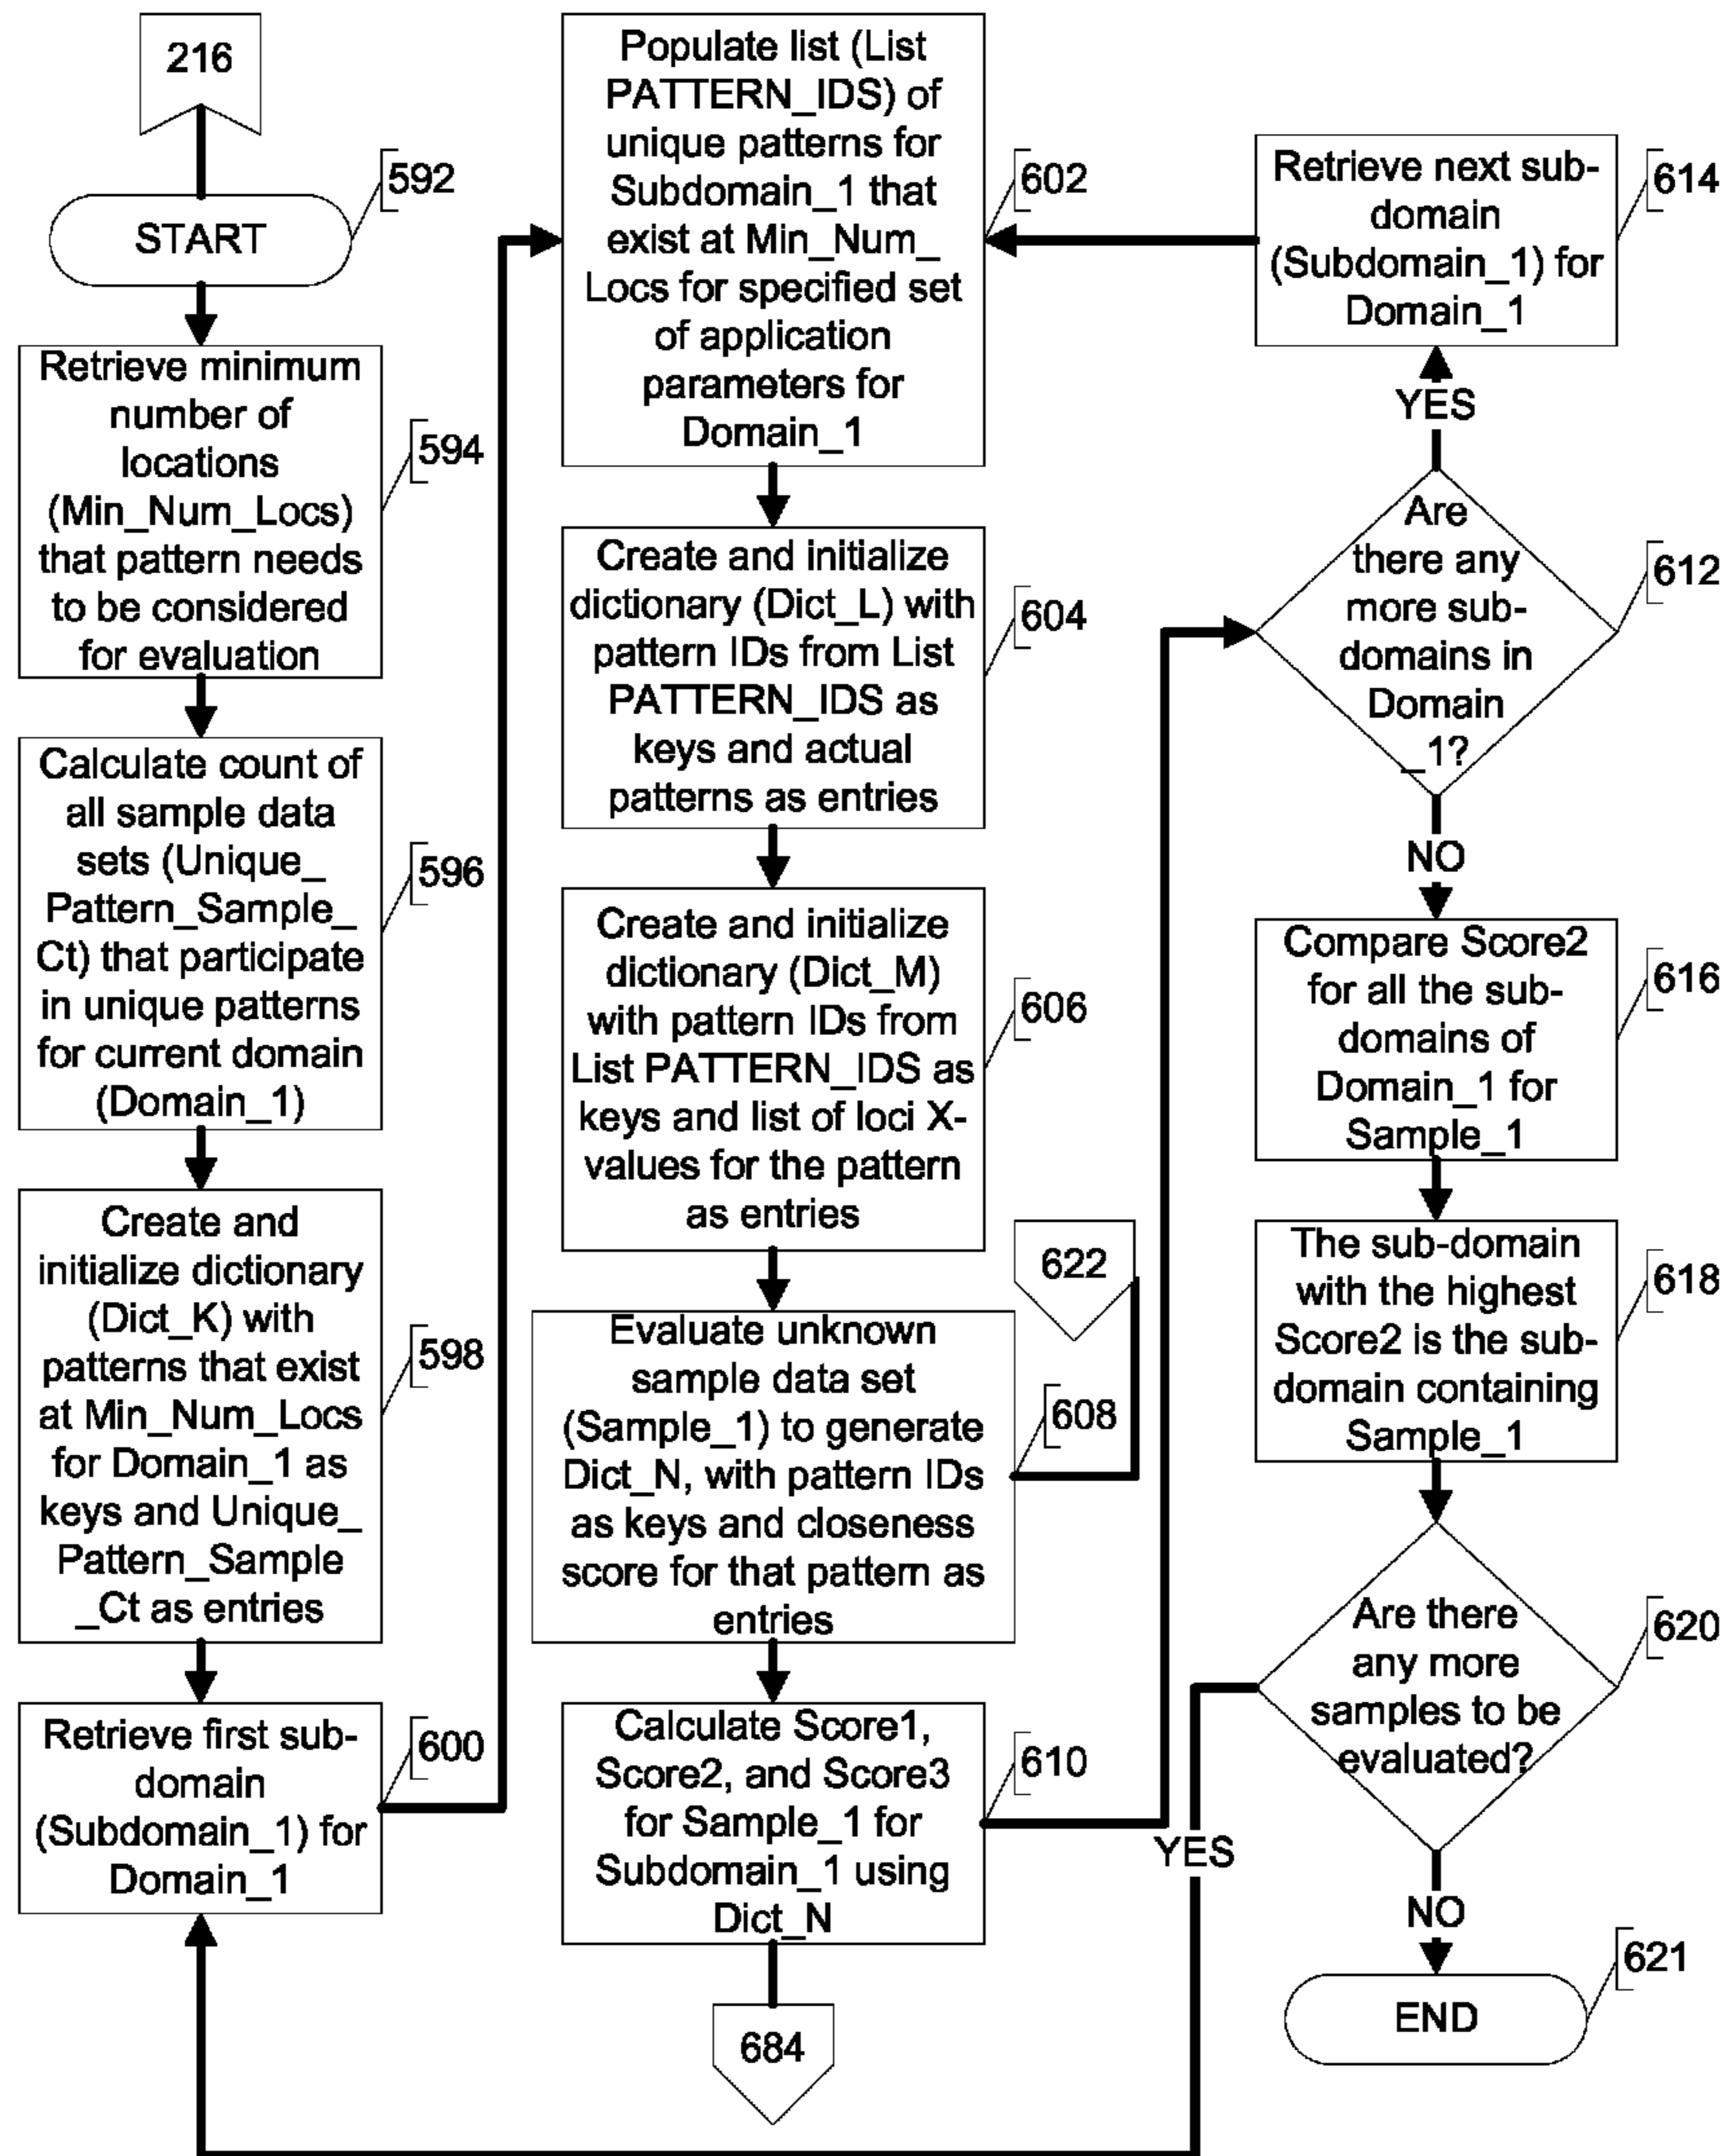 216
592
START
Retrieve minimum
number of
locations
(Min_Num_Locs)
that pattern needs
to be considered
for evaluation
594
Calculate count of
all sample data
sets (Unique_
Pattern_Sample_
Ct) that participate
in unique patterns
for current domain
(Domain_1)
596
Create and
initialize dictionary
(Dict_K) with
patterns that exist
at Min_Num_Locs
for Domain_1 as
keys and Unique_
Pattern_Sample
_Ct as entries
598
Retrieve first sub-
domain
(Subdomain_1) for
Domain_1
600
Populate list (List
PATTERN_IDS) of
unique patterns for
Subdomain_1 that
exist at Min_Num_
Locs for specified set
of application
parameters for
Domain_1
602
Create and initialize
dictionary (Dict_L) with
pattern IDs from List
PATTERN_IDS as
keys and actual
patterns as entries
604
Create and initialize
dictionary (Dict_M)
with pattern IDs from
List PATTERN_IDS as
keys and list of loci X-
values for the pattern
as entries
606
622
Evaluate unknown
sample data set
(Sample_1) to generate
Dict_N, with pattern IDs
as keys and closeness
score for that pattern as
entries
608
Calculate Score1,
Score2, and Score3
for Sample_1 for
Subdomain_1 using
Dict_N
610
684
Retrieve next sub-
domain
(Subdomain_1) for
Domain_1
614
YES
Are
there any
more sub-
domains in
Domain
_1?
612
NO
Compare Score2
for all the sub-
domains of
Domain_1 for
Sample_1
616
The sub-domain
with the highest
Score2 is the sub-
domain containing
Sample_1
618
Are there
any more
samples to be
evaluated?
620
YES
NO
END
621